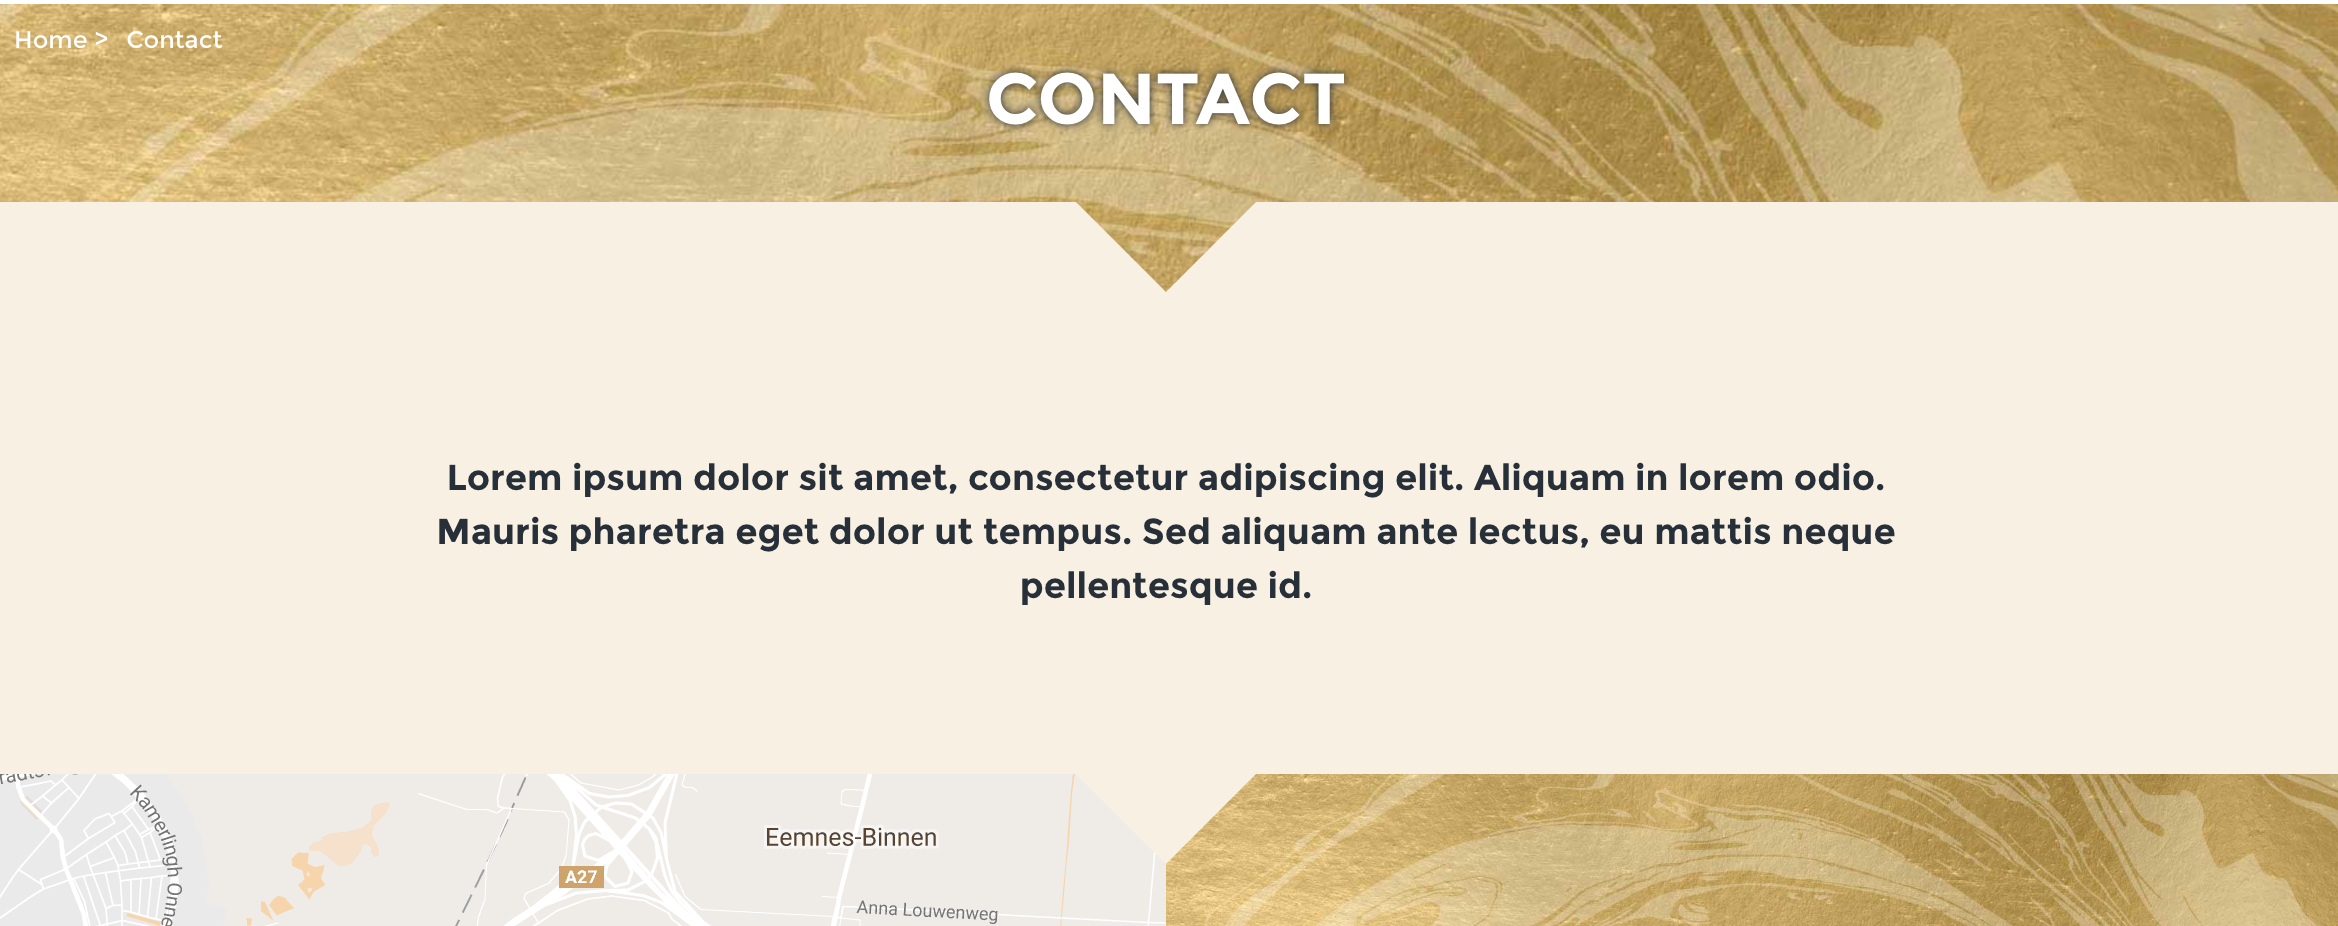 Home > Contact
CONTACT
Lorem ipsum dolor sit amet, consectetur adipiscing elit. Aliquam in lorem odio.
Mauris pharetra eget dolor ut tempus. Sed aliquam ante lectus, eu mattis neque
pellentesque id.
Kamerlingh Onne
Eemnes-Binnen
A27
Anna Louwenweg